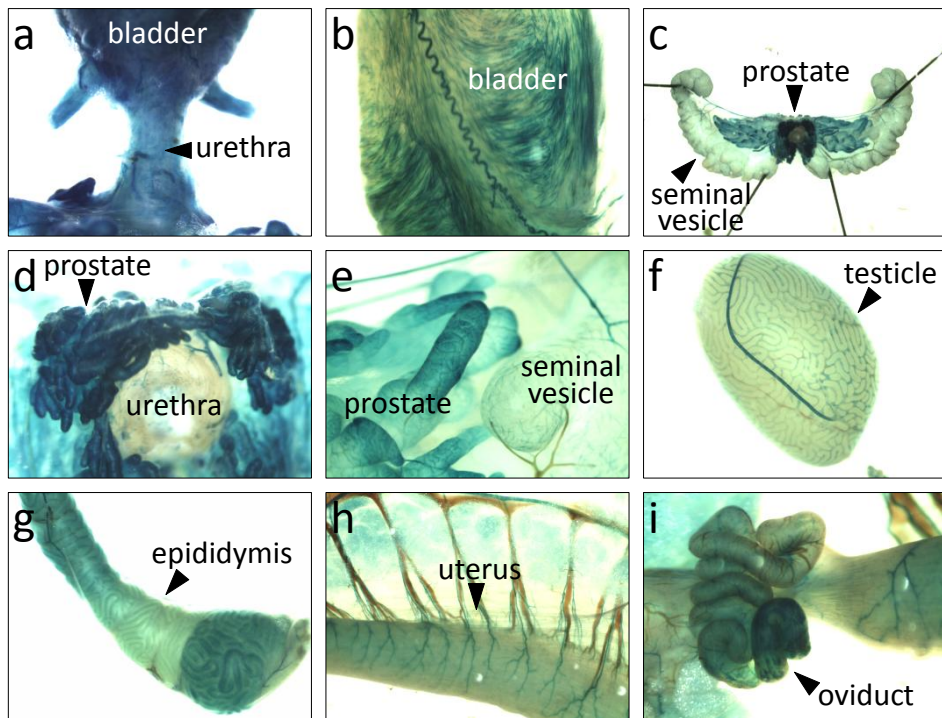 a
bladder
urethra
b
bladder
c
prostate
seminal
vesicle
d
prostate
urethra
e
prostate
seminal
vesicle
f
testicle
g
epididymis
h
uterus
i
oviduct